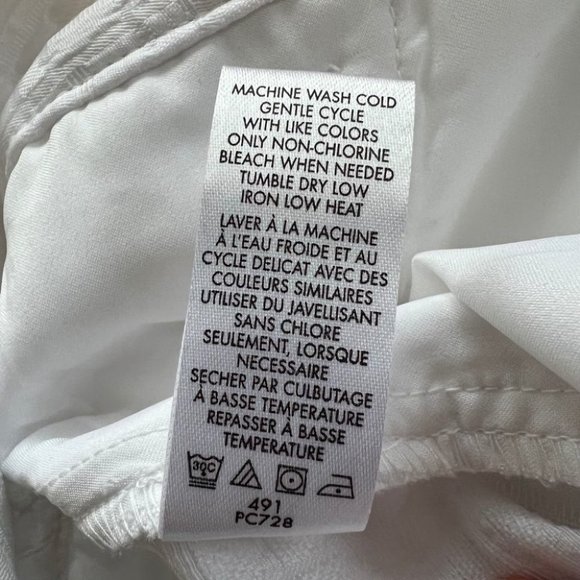 MACHINE WASH COLD
GENTLE CYCLE
WITH LIKE COLORS
ONLY NON-CHLORINE
BLEACH WHEN NEEDED
TUMBLE DRY LOW
IRON LOW HEAT
LAVER À LA MACHINE
À L'EAU FROIDE ET AU
CYCLE DELICAT AVEC DES
COULEURS SIMILAIRES
UTILISER DU JAVELLISANT
SANS CHLORE
SEULEMENT, LORSQUE
NECESSAIRE
SECHER PAR CULBUTAGE
À BASSE TEMPERATURE
REPASSER À BASSE
TEMPERATURE
30C
491
PC728